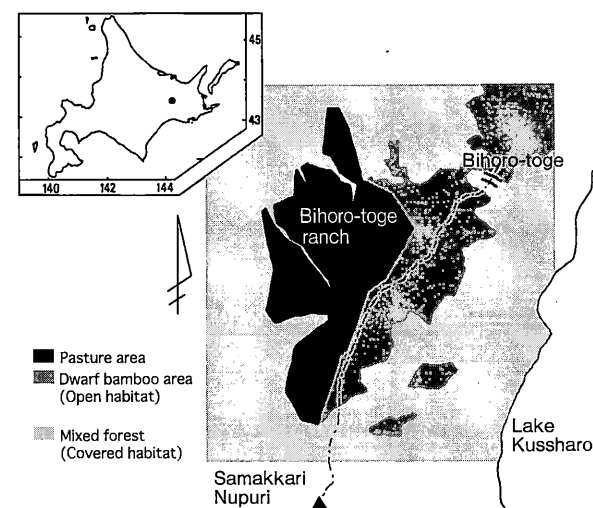 45
43
140 142 144
Bihoro-toge
Bihoro-toge
ranch
Pasture area
Dwarf bamboo area
(Open habitat)
Mixed forest
(Covered habitat)
Lake
Kussharo
Samakkari
Nupuri